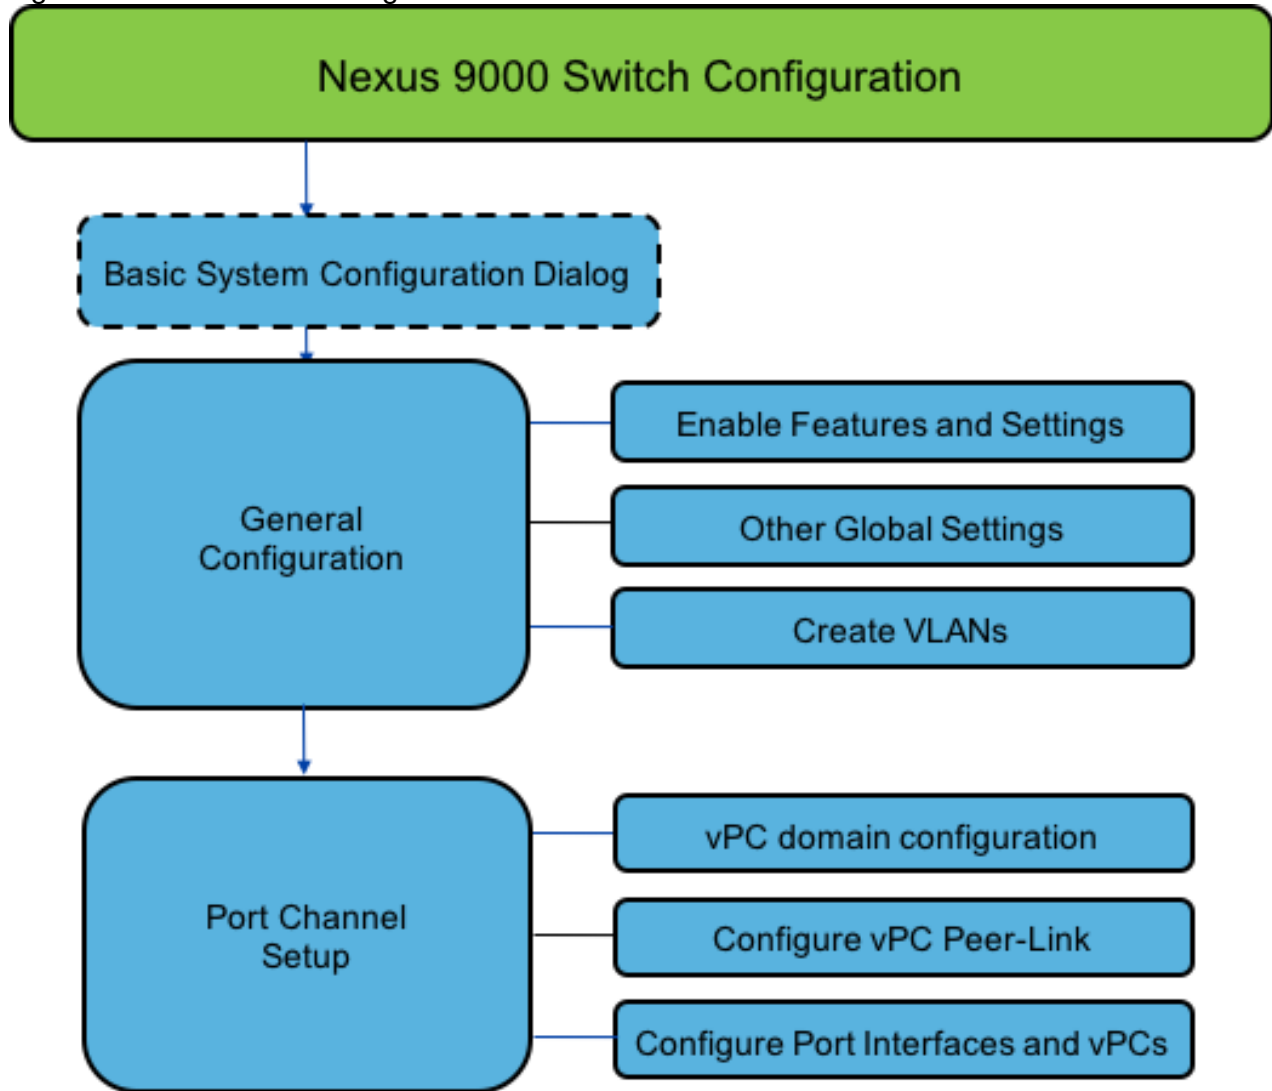 Nexus 9000 Switch Configuration
Basic System Configuration Dialog
General
Configuration
Enable Features and Settings
Other Global Settings
Create VLANs
Port Channel
Setup
vPC domain configuration
Configure vPC Peer-Link
Configure Port Interfaces and vPCs